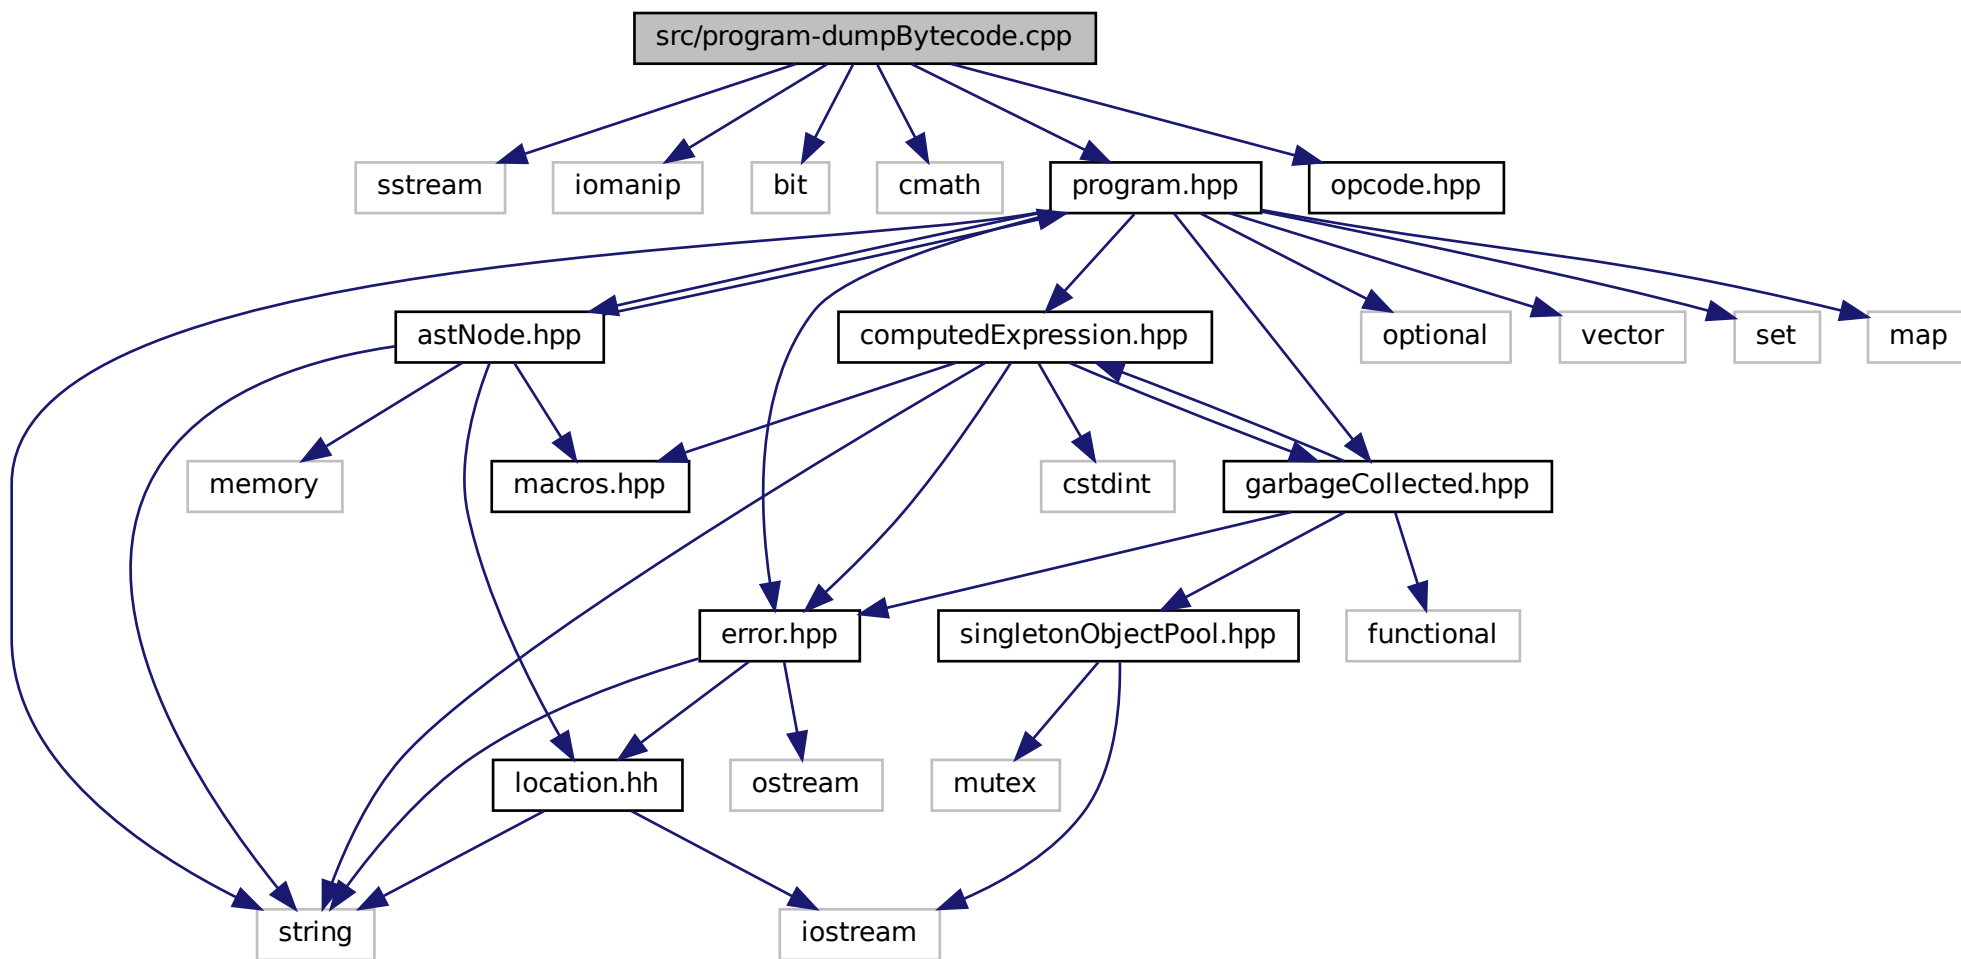 src/program-dumpBytecode.cpp
sstream
iomanip
bit
cmath
program.hpp
opcode.hpp
astNode.hpp
computedExpression.hpp
optional
vector
set
map
memory
macros.hpp
cstdint
garbageCollected.hpp
error.hpp
singletonObjectPool.hpp
functional
location.hh
ostream
mutex
string
iostream